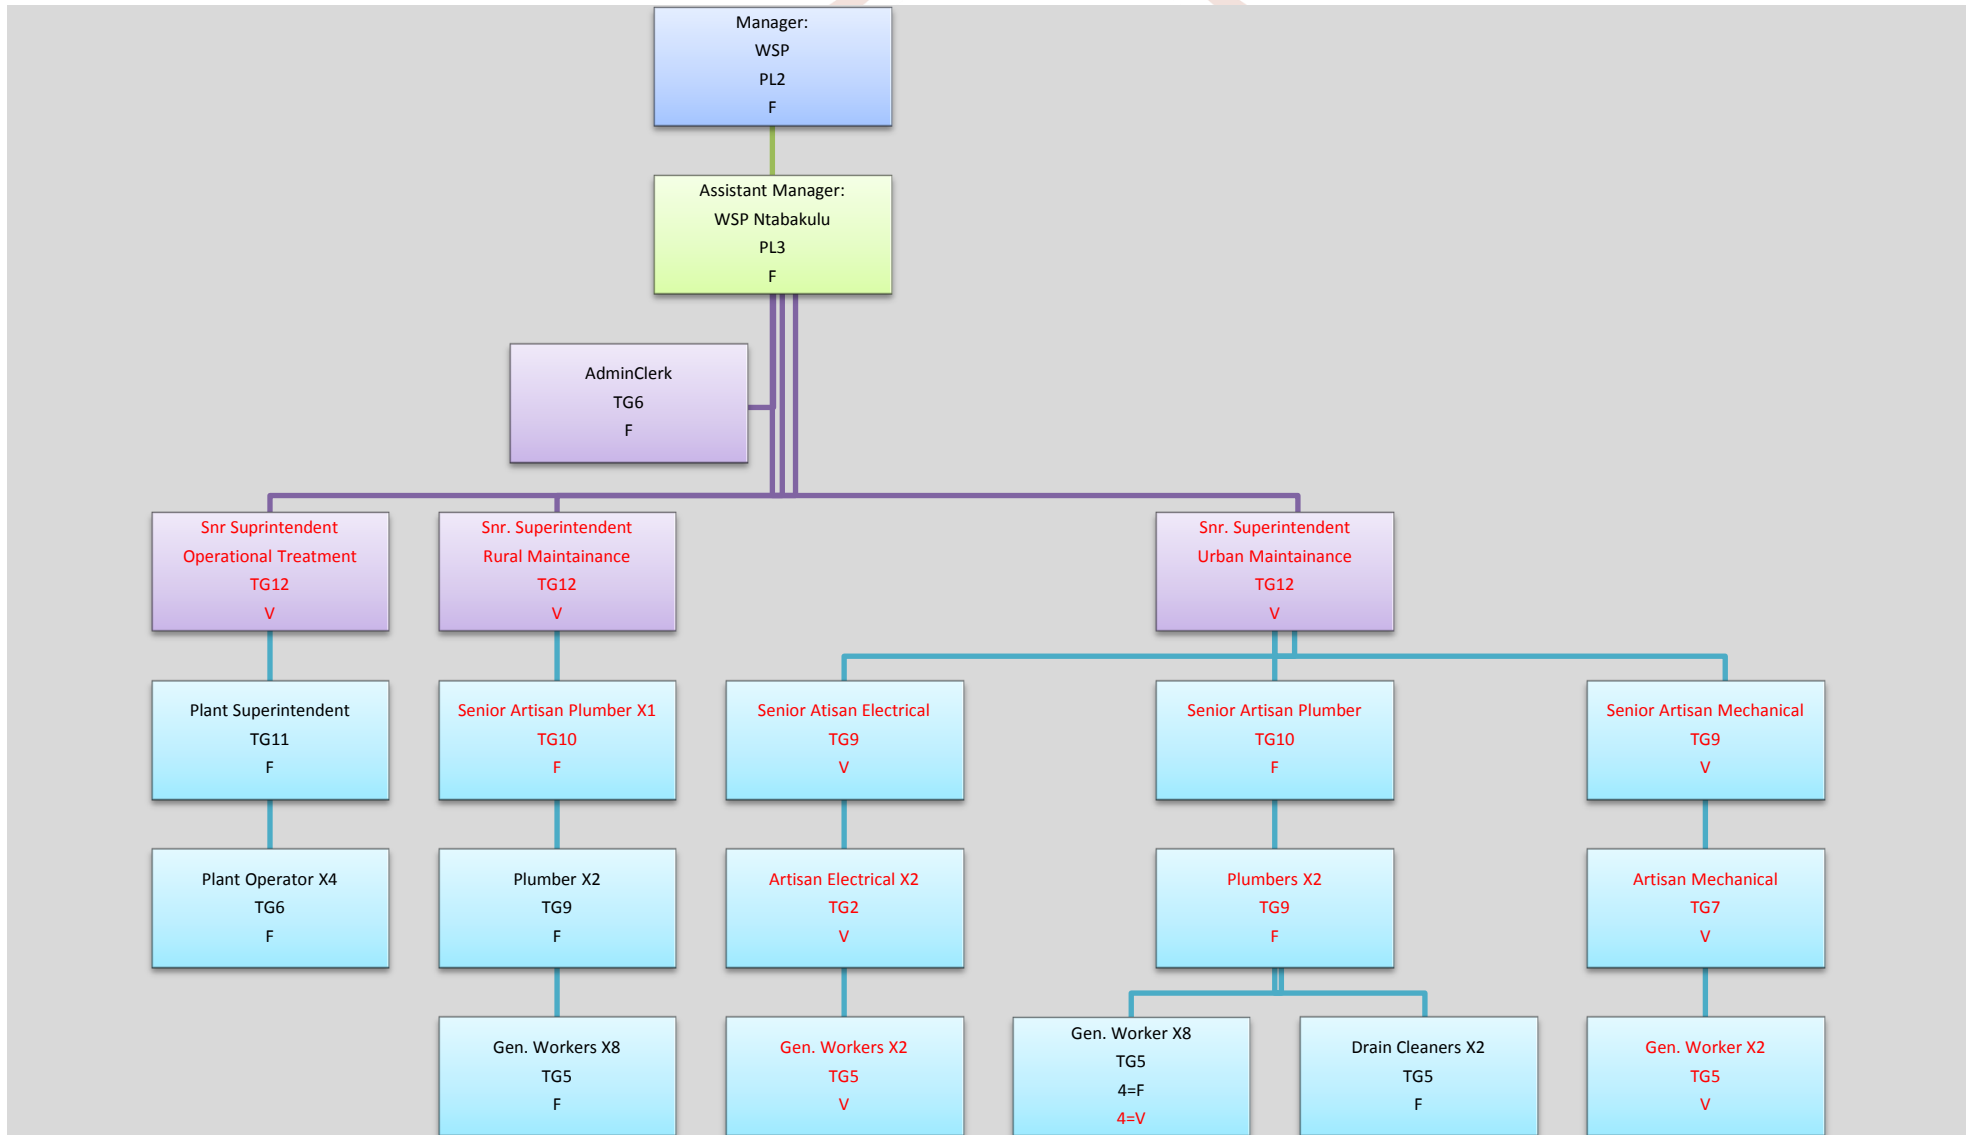 Manager:
WSP
PL2
F
Assistant Manager:
WSP Ntabakulu
PL3
F
AdminClerk
TG6
F
Snr Suprintendent
Operational Treatment
TG12
V
Snr. Superintendent
Rural Maintainance
TG12
V
Snr. Superintendent
Urban Maintainance
TG12
V
Plant Superintendent
TG11
F
Senior Artisan Plumber X1
TG10
F
Senior Atisan Electrical
TG9
V
Senior Artisan Plumber
TG10
F
Senior Artisan Mechanical
TG9
V
Plant Operator X4
TG6
F
Plumber X2
TG9
F
Artisan Electrical X2
TG2
V
Plumbers X2
TG9
F
Artisan Mechanical
TG7
V
Gen. Workers X8
TG5
F
Gen. Workers X2
TG5
V
Gen. Worker X8
TG5
4=F
4=V
Drain Cleaners X2
TG5
F
Gen. Worker X2
TG5
V